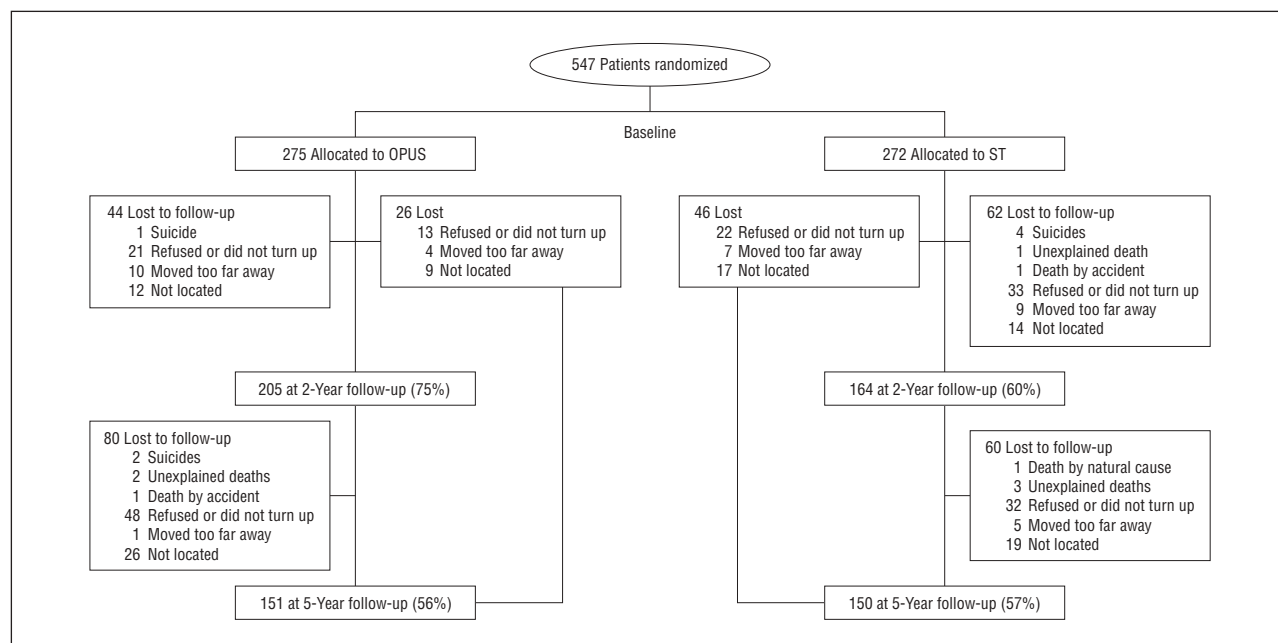 547 Patients randomized
Baseline
275 Allocated to OPUS
272 Allocated to ST
44 Lost to follow-up
1 Suicide
21 Refused or did not turn up
10 Moved too far away
12 Not located
26 Lost
13 Refused or did not turn up
4 Moved too far away
9 Not located
46 Lost
22 Refused or did not turn up
7 Moved too far away
17 Not located
62 Lost to follow-up
4 Suicides
1 Unexplained death
1 Death by accident
33 Refused or did not turn up
9 Moved too far away
14 Not located
205 at 2-Year follow-up (75%)
164 at 2-Year follow-up (60%)
80 Lost to follow-up
2 Suicides
2 Unexplained deaths
1 Death by accident
48 Refused or did not turn up
1 Moved too far away
26 Not located
60 Lost to follow-up
1 Death by natural cause
3 Unexplained deaths
32 Refused or did not turn up
5 Moved too far away
19 Not located
151 at 5-Year follow-up (56%)
150 at 5-Year follow-up (57%)